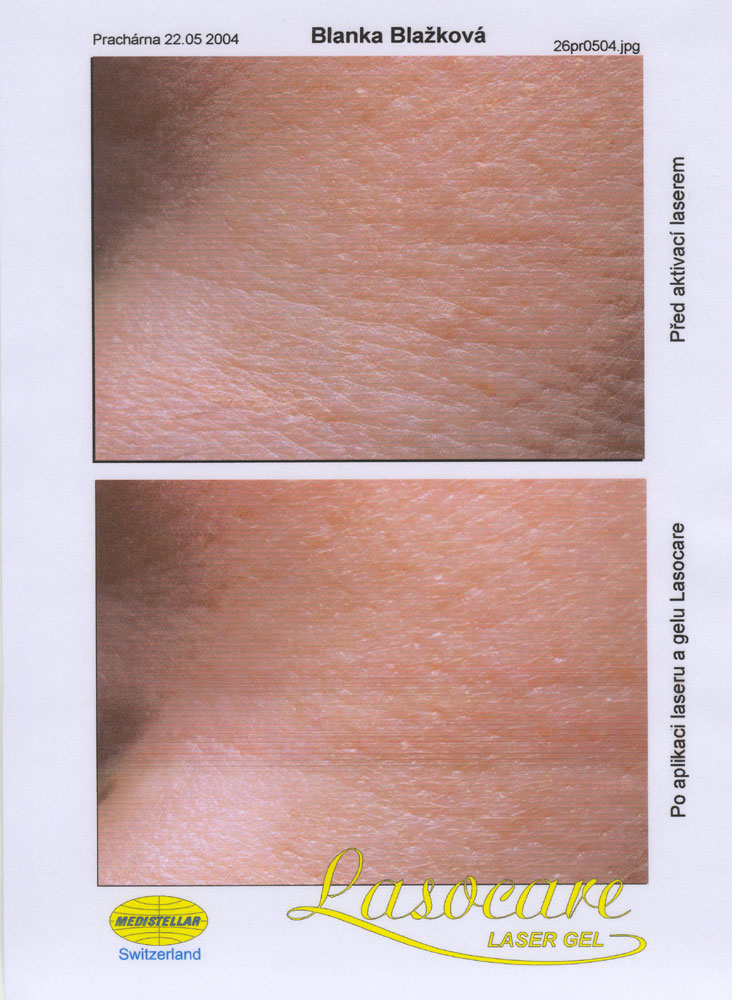 Prachárna 22.05 2004
Blanka Blažková
26pr0504.jpg
Před aktivací laserem
Po aplikaci laseru a gelu Lasocare
Lasocare
LASER GEL
MEDISTELLAR
Switzerland